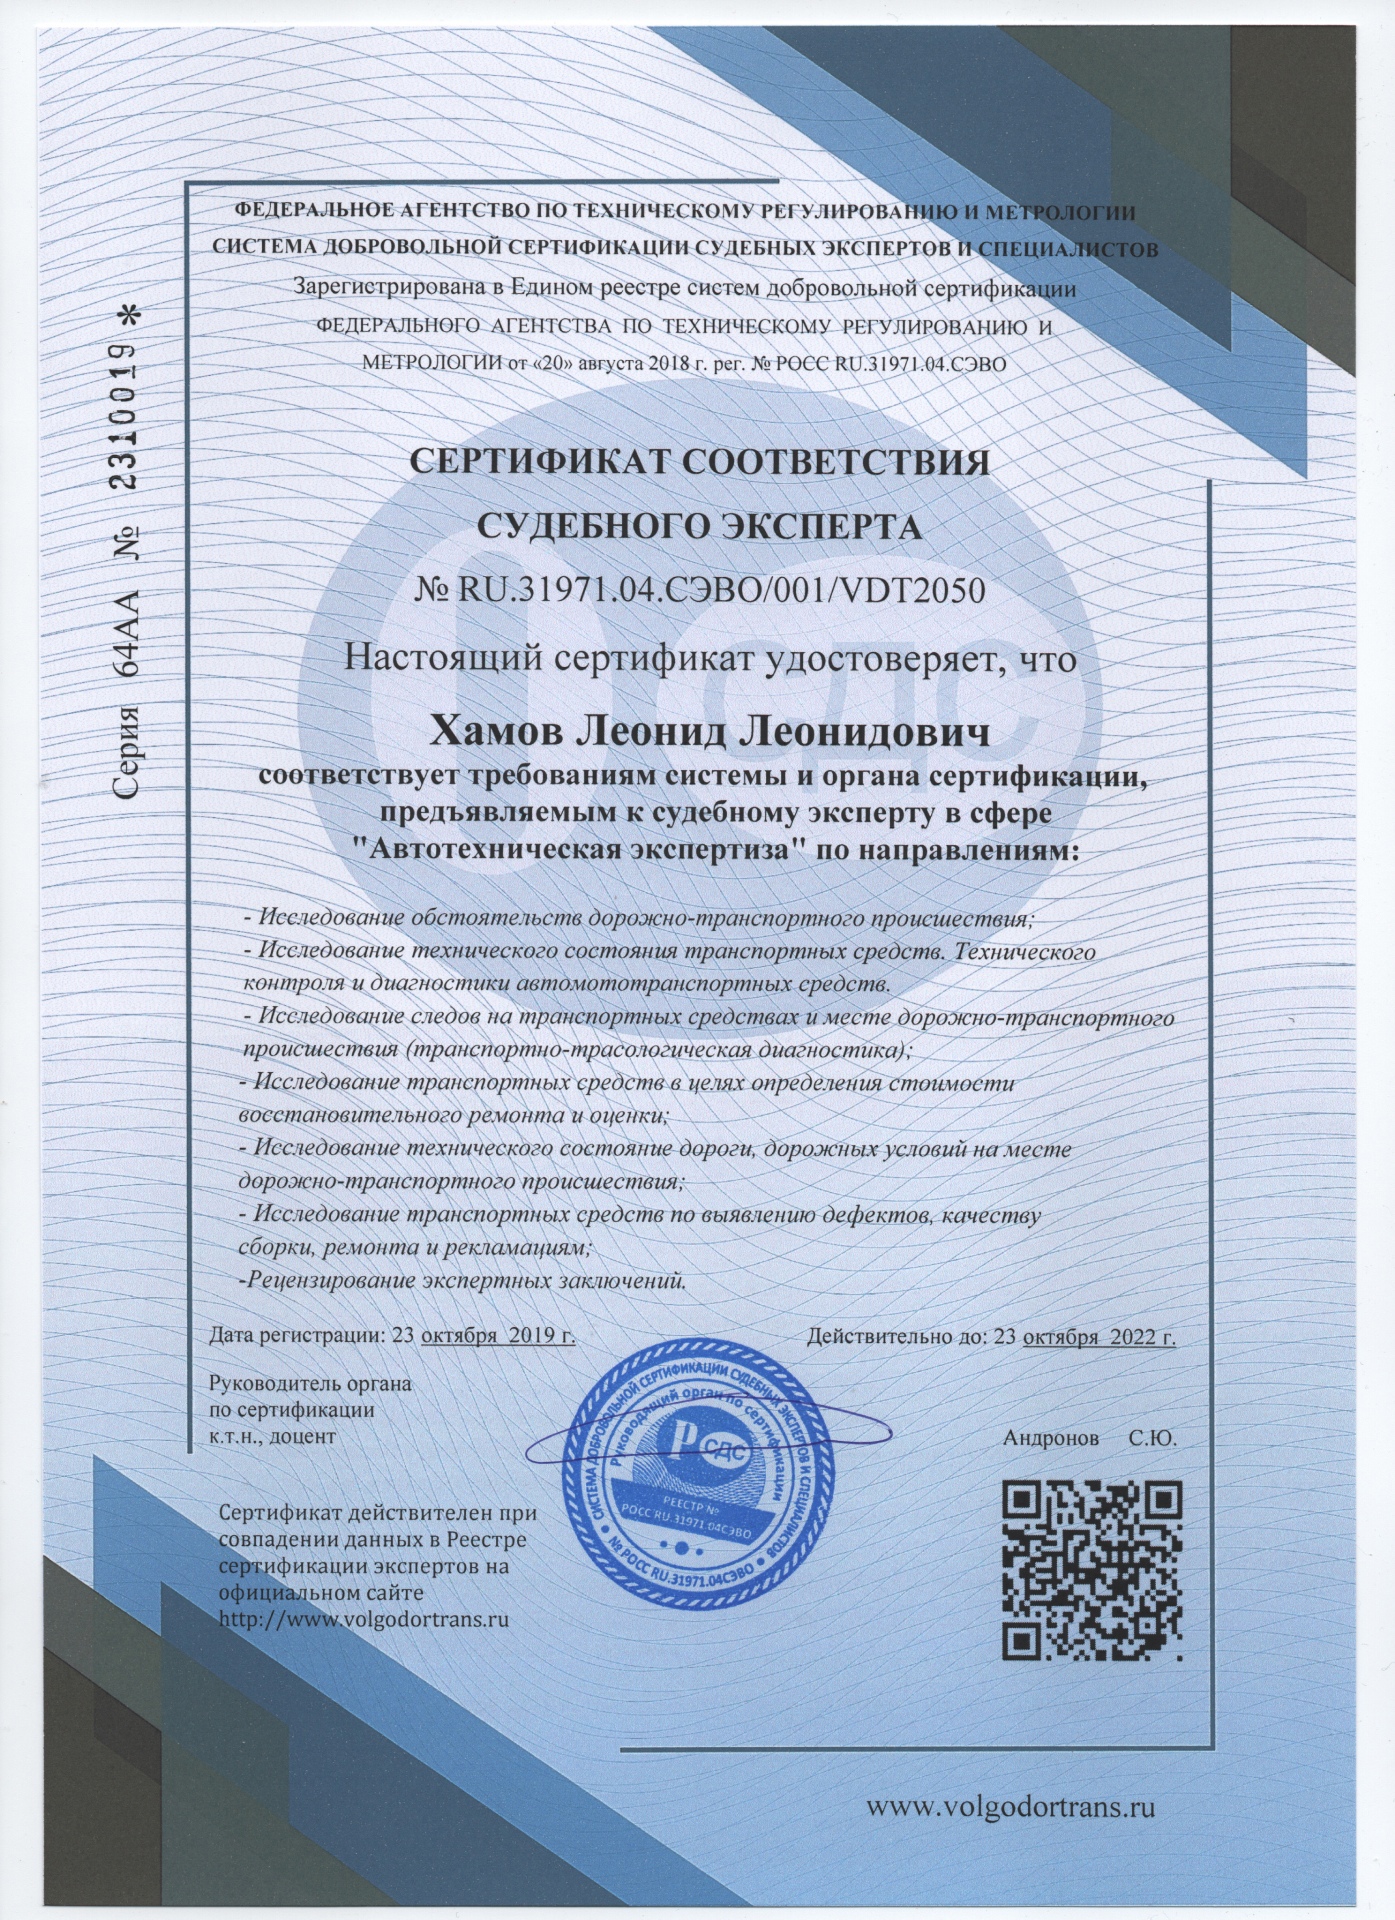 ФЕДЕРАЛЬНОЕ АГЕНТСТВО ПО ТЕХНИЧЕСКОМУ РЕГУЛИРОВАНИЮ И МЕТРОЛОГИИ
СИСТЕМА ДОБРОВОЛЬНОЙ СЕРТИФИКАЦИИ СУДЕБНЫХ ЭКСПЕРТОВ И СПЕЦИАЛИСТОВ
Зарегистрирована в Едином реестре систем добровольной сертификации
ФЕДЕРАЛЬНОГО АГЕНТСТВА ПО ТЕХНИЧЕСКОМУ РЕГУЛИРОВАНИЮ И
МЕТРОЛОГИИ от «20» августа 2018 г. рег. № РОСС RU.31971.04.СЭВО
Серия 64АА № 2310019 *
СЕРТИФИКАТ СООТВЕТСТВИЯ
СУДЕБНОГО ЭКСПЕРТА
№ RU.31971.04.СЭВО/001/VDT2050
Настоящий сертификат удостоверяет, что
СДС
Хамов Леонид Леонидович
соответствует требованиям системы и органа сертификации,
предъявляемым к судебному эксперту в сфере
"Автотехническая экспертиза" по направлениям:
- Исследование обстоятельств дорожно-транспортного происшествия;
- Исследование технического состояния транспортных средств. Технического
контроля и диагностики автомототранспортных средств.
- Исследование следов на транспортных средствах и месте дорожно-транспортного
происшествия (транспортно-трасологическая диагностика);
- Исследование транспортных средств в целях определения стоимости
восстановительного ремонта и оценки;
- Исследование технического состояние дороги, дорожных условий на месте
дорожно-транспортного происшествия;
- Исследование транспортных средств по выявлению дефектов, качеству
сборки, ремонта и рекламациям;
-Рецензирование экспертных заключений.
Дата регистрации: 23 октября 2019 г.
Действительно до: 23 октября 2022 г.
Руководитель органа
по сертификации
к.т.н., доцент
Андронов С.Ю.
СИСТЕМА ДОБРОВОЛЬНОЙ СЕРТИФИКАЦИИ СУДЕБНЫХ ЭКСПЕРТОВ И СПЕЦИАЛИСТОВ
• № РОСС RU.31971.04СЭВО •
Руководящий орган по сертификации
Р СДС
РЕЕСТР №
РОСС RU.31971.04СЭВО
Сертификат действителен при
совпадении данных в Реестре
сертификации экспертов на
официальном сайте
http://www.volgodortrans.ru
www.volgodortrans.ru